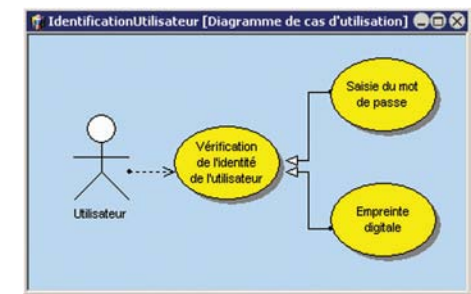 IdentificationUtilisateur [Diagramme de cas d'utilisation]
Saisie du mot
de passe
Vérification
de l'identité
de l'utilisateur
Utilisateur
Empreinte
digitale